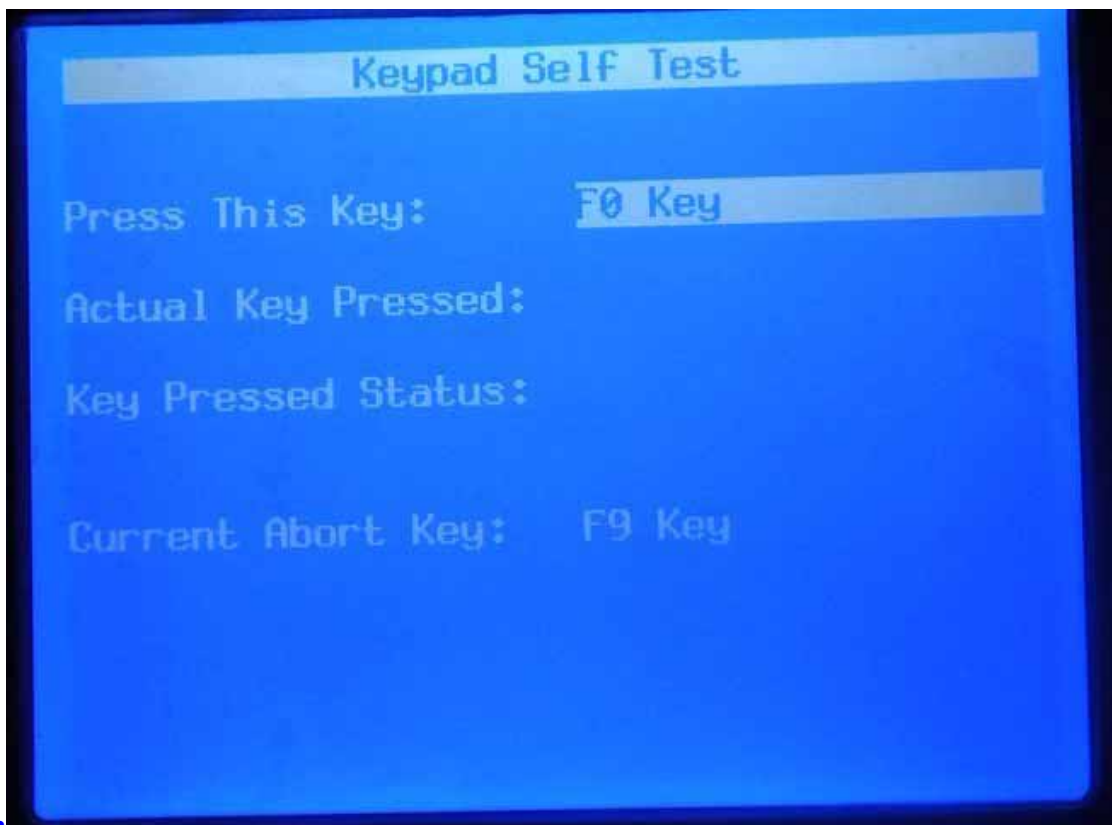 Keypad Self Test
Press This Key: F0 Key
Actual Key Pressed:
Key Pressed Status:
Current Abort Key: F9 Key